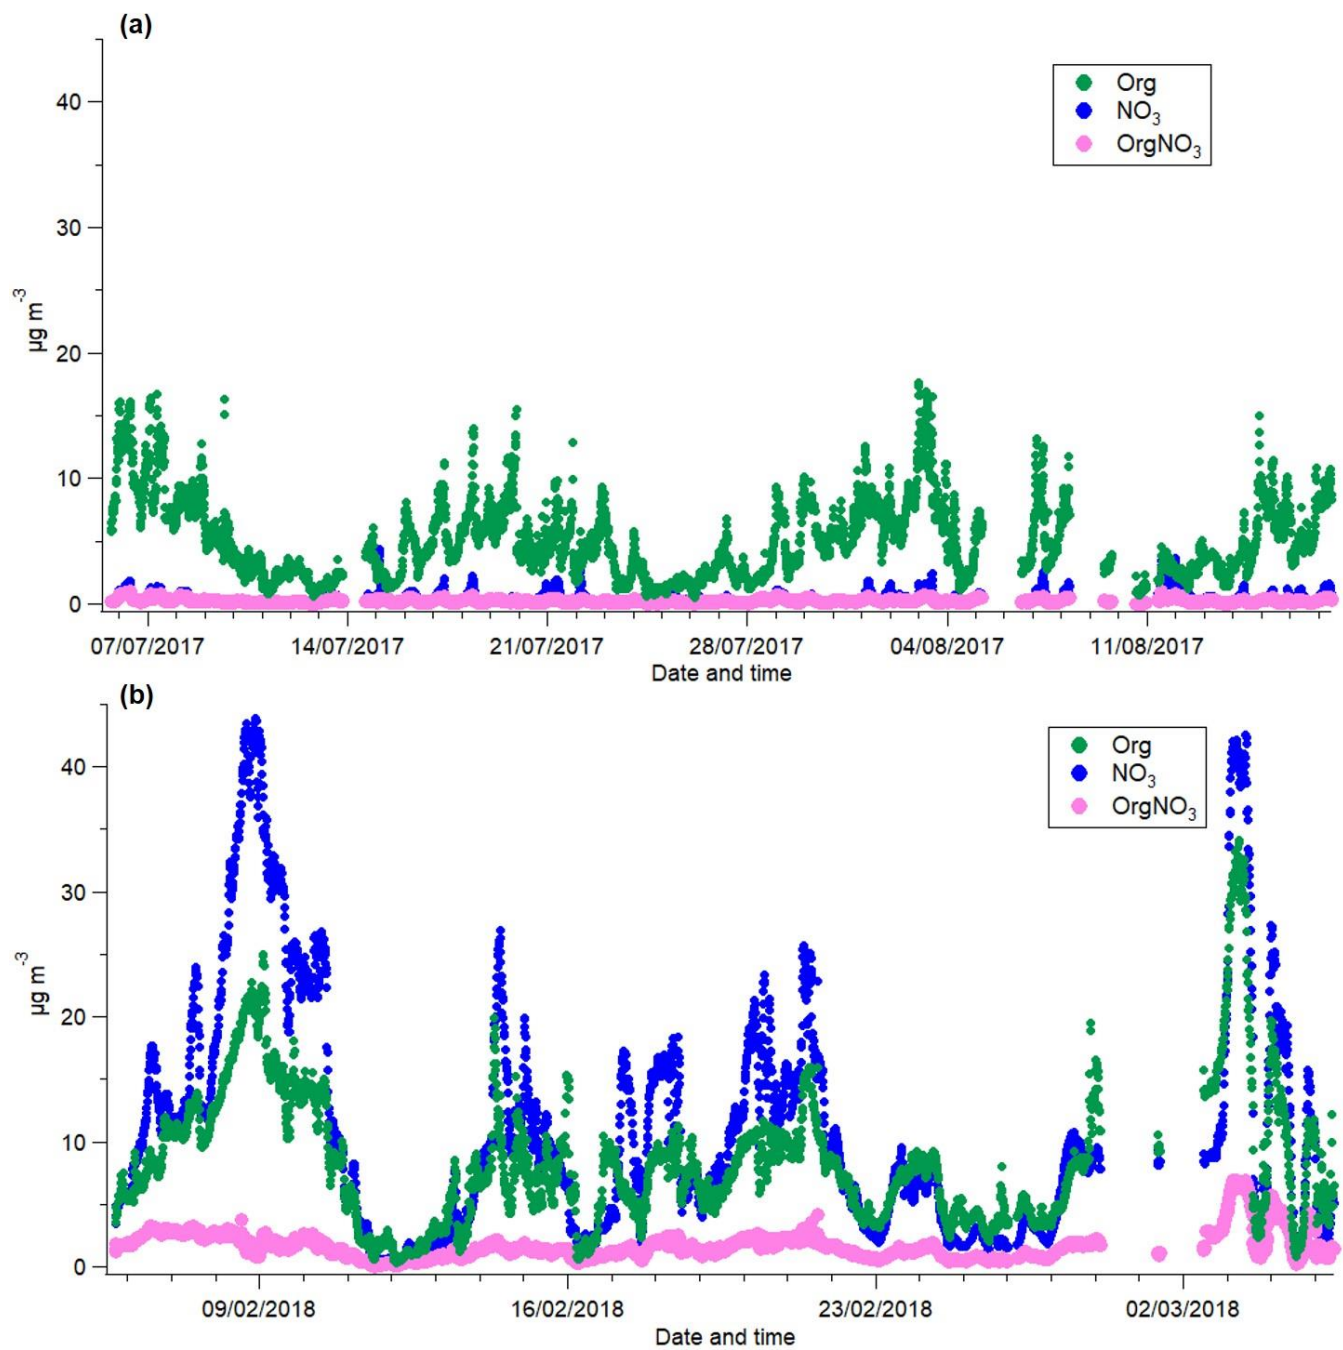 (a)
Org
NO3
OrgNO3
40
30
20
10
0
µg m-3
07/07/2017 14/07/2017 21/07/2017 28/07/2017 04/08/2017 11/08/2017
Date and time
(b)
Org
NO3
OrgNO3
40
30
20
10
0
µg m-3
09/02/2018 16/02/2018 23/02/2018 02/03/2018
Date and time